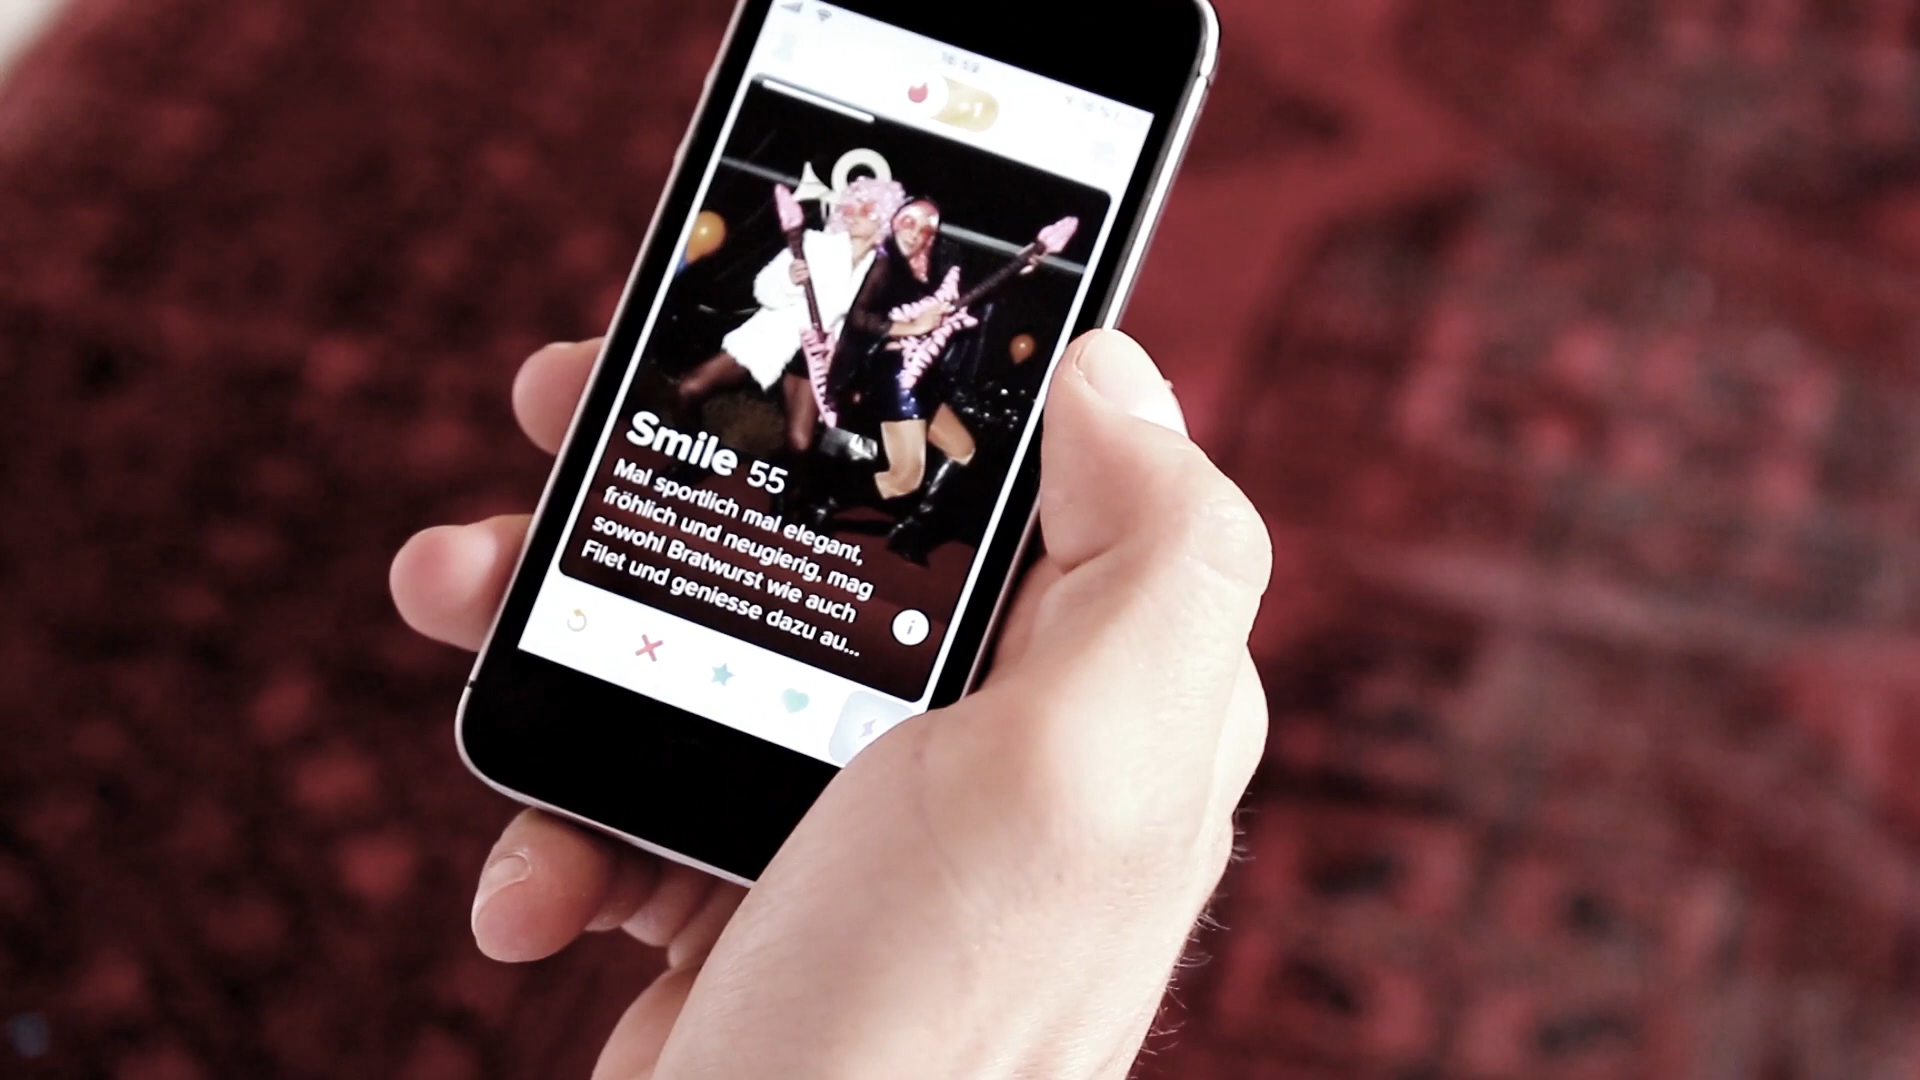 Smile 55
Mal sportlich mal elegant,
fröhlich und neugierig, mag
sowohl Bratwurst wie auch
Filet und geniesse dazu au...
i